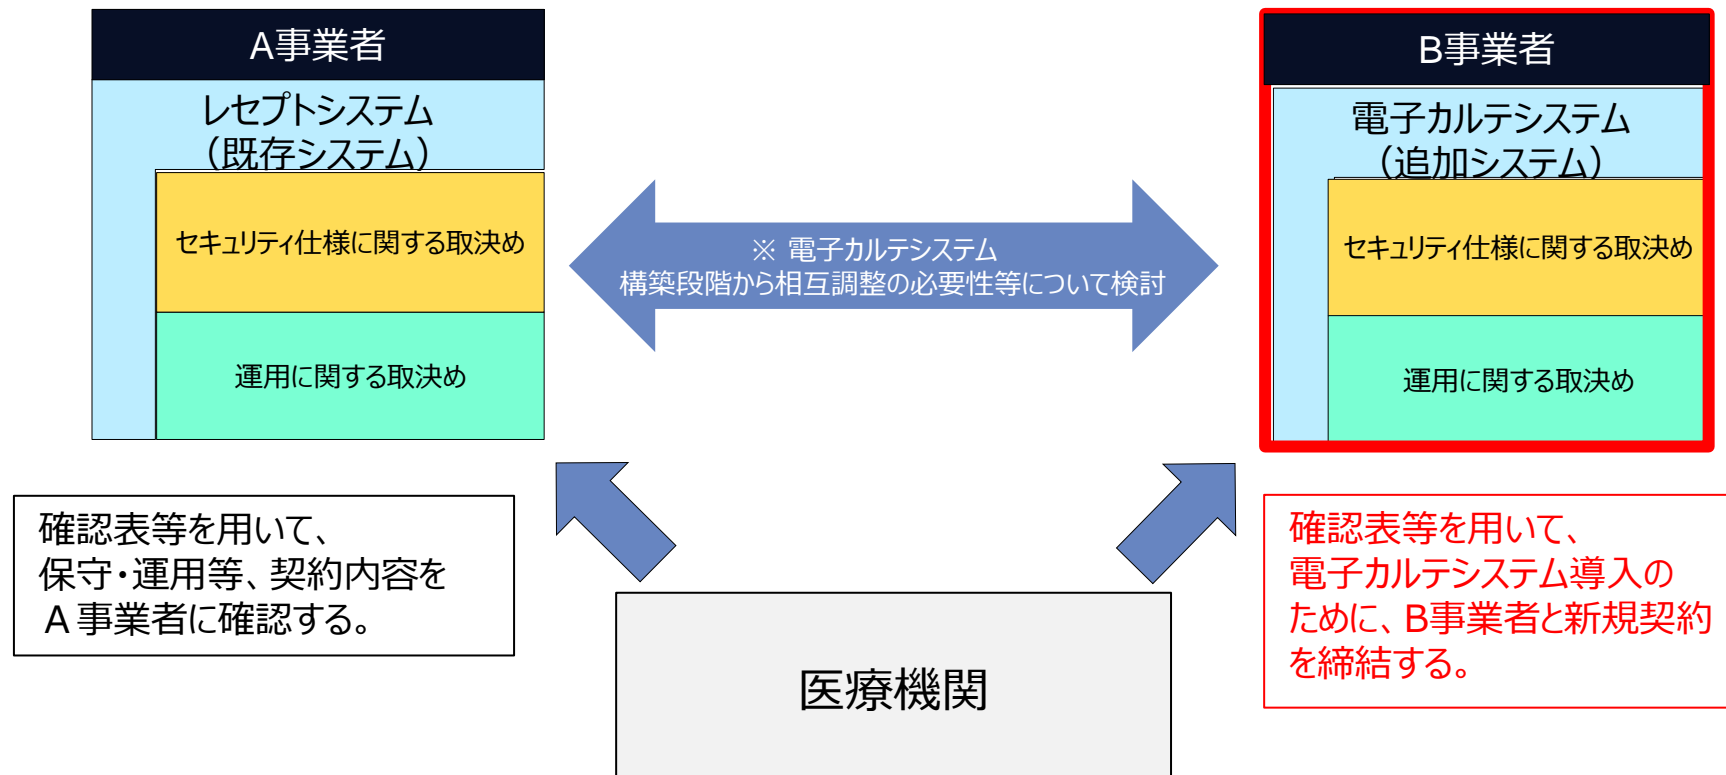 A事業者
レセプトシステム
（既存システム）
セキュリティ仕様に関する取決め
運用に関する取決め
※ 電子カルテシステム
構築段階から相互調整の必要性等について検討
B事業者
電子カルテシステム
（追加システム）
セキュリティ仕様に関する取決め
運用に関する取決め
確認表等を用いて、
保守・運用等、契約内容を
A 事業者に確認する。
医療機関
確認表等を用いて、
電子カルテシステム導入の
ために、B事業者と新規契約
を締結する。